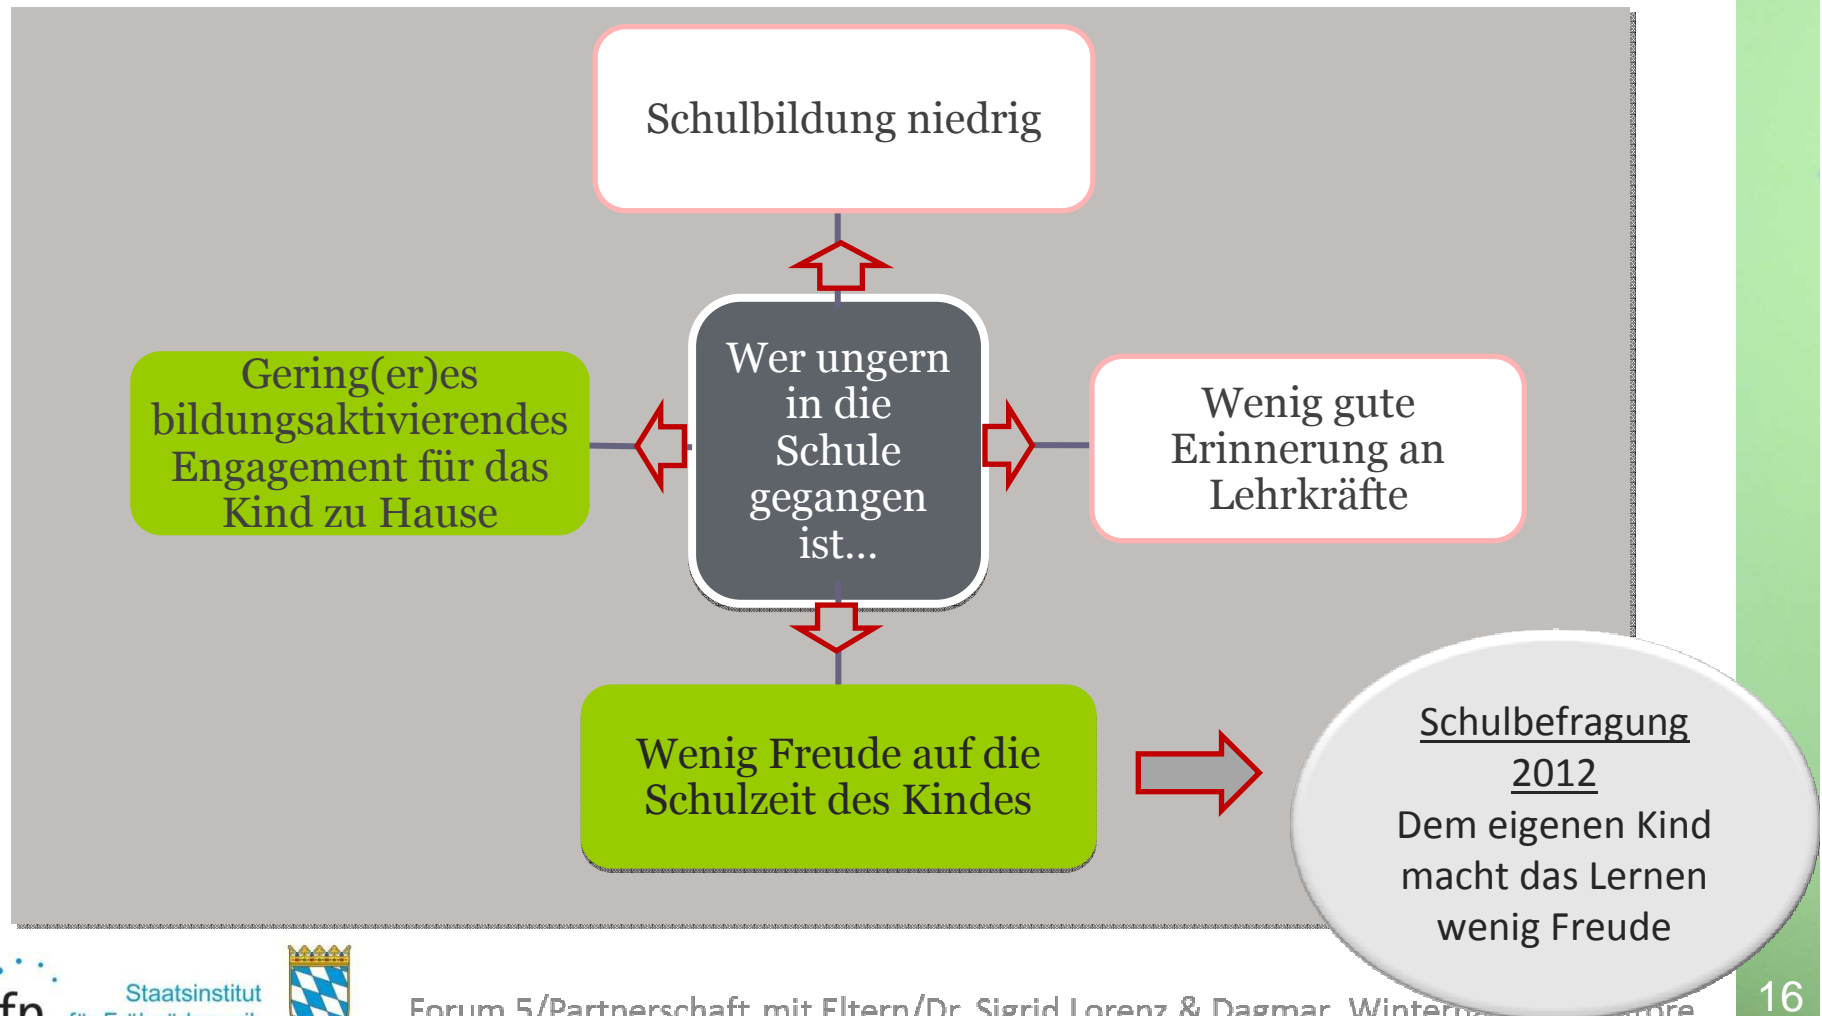 Schulbildung niedrig
Gering(er)es
bildungsaktivierendes
Engagement für das
Kind zu Hause
Wer ungern
in die
Schule
gegangen
ist...
Wenig gute
Erinnerung an
Lehrkräfte
Wenig Freude auf die
Schulzeit des Kindes
Schulbefragung
2012
Dem eigenen Kind
macht das Lernen
wenig Freude
Staatsinstitut
Forum 5/Partnerschaft mit Eltern/Dr. Sigrid Lorenz & Dagmar
16